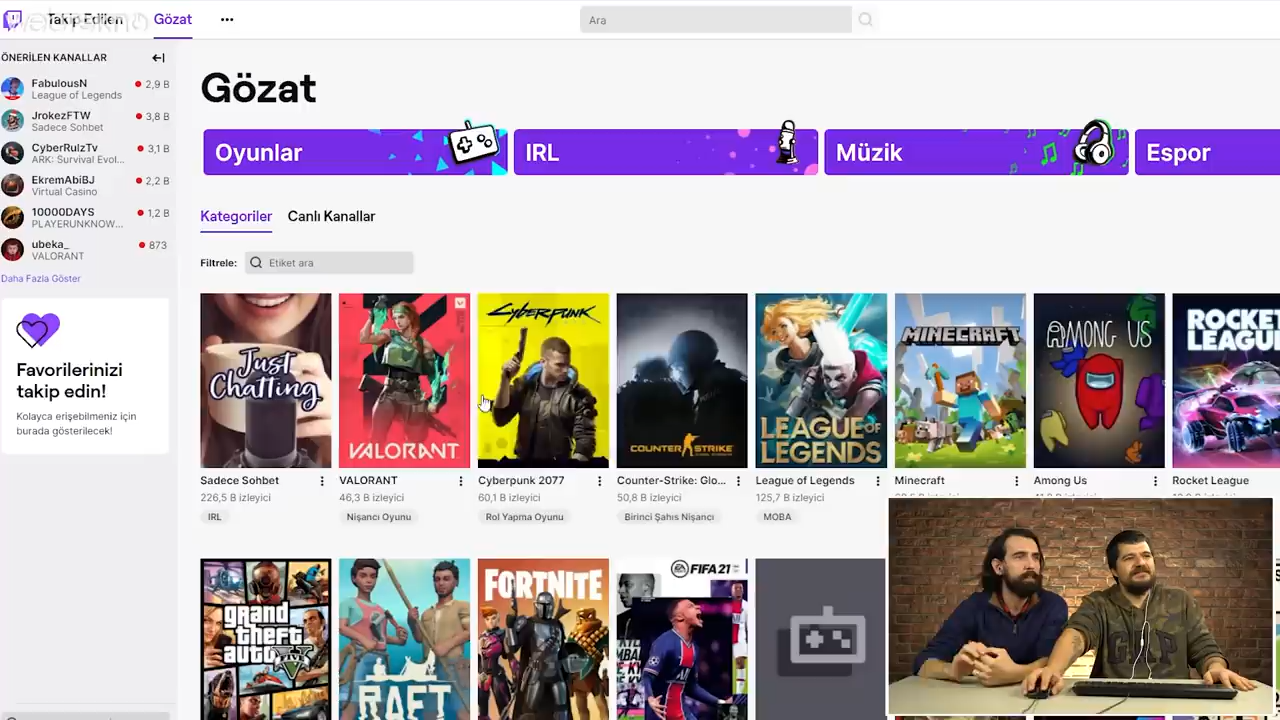 webtekno
Takip Edilen
Gözat
Ara
ÖNERİLEN KANALLAR
FabulousN
2,9 B
League of Legends
JrokezFTW
3,8 B
Sadece Sohbet
CyberRulzTv
3,1 B
ARK: Survival Evol...
EkremAbiBJ
2,2 B
Virtual Casino
10000DAYS
1,2 B
PLAYERUNKNOW...
ubeka_
873
VALORANT
Daha Fazla Göster
Favorilerinizi
takip edin!
Kolayca erişebilmeniz için
burada gösterilecek!
Gözat
Oyunlar
IRL
Müzik
Espor
Kategoriler
Canlı Kanallar
Filtrele:
Etiket ara
Just
Chatting
VALORANT
CYBERPUNK
COUNTER STRIKE
LEAGUE OF
LEGENDS
MINECRAFT
AMONG US
ROCKET
LEAGU
Sadece Sohbet
VALORANT
Cyberpunk 2077
Counter-Strike: Glo...
League of Legends
Minecraft
Among Us
Rocket League
226,5 B izleyici
46,3 B izleyici
60,1 B izleyici
50,8 B izleyici
125,7 B izleyici
IRL
Nişancı Oyunu
Rol Yapma Oyunu
Birinci Şahıs Nişancı
MOBA
grand
theft
auto V
RAFT
FORTNITE
FIFA 21
GAP